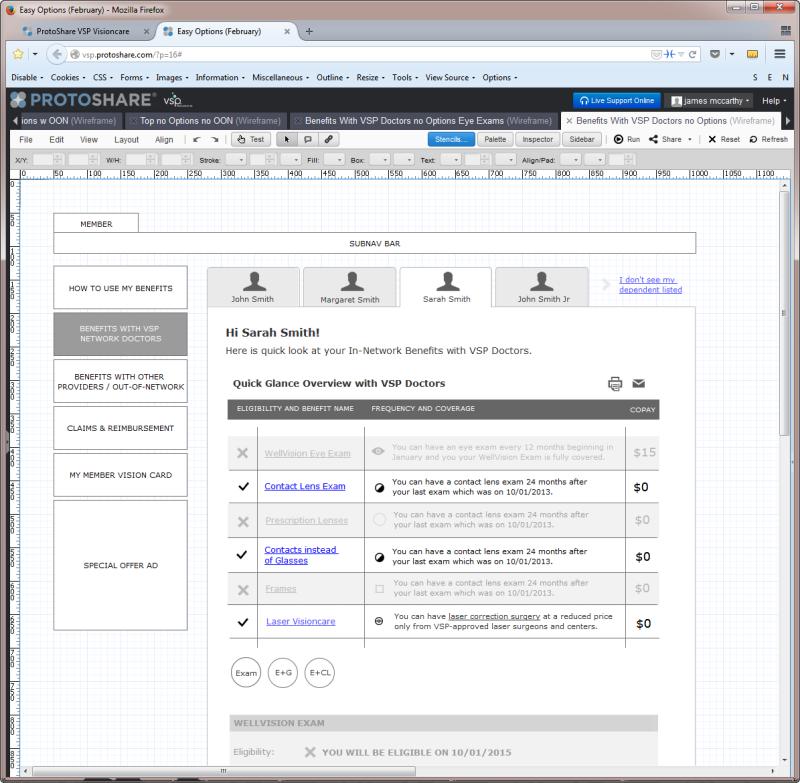 Easy Options (February) - Mozilla Firefox
ProtoShare VSP Visioncare × Easy Options (February) × +
vsp.protoshare.com/?p=16#
Disable Cookies CSS Forms Images Information Miscellaneous Outline Resize Tools View Source Options S E N
PROTOSHARE® vsp Live Support Online james mccarthy Help
ions w OON (Wireframe) Top no Options no OON (Wireframe) Benefits With VSP Doctors no Options Eye Exams (Wireframe) Benefits With VSP Doctors no Options (Wireframe)
File Edit View Layout Align Test Stencils... Palette Inspector Sidebar Run Share Reset Refresh
X/Y: W/H: Stroke: Fill: Box: Text: Align/Pad:
0 50 100 150 200 250 300 350 400 450 500 550 600 650 700 750 800 850 900 950 1000 1050 1100
MEMBER
SUBNAV BAR
HOW TO USE MY BENEFITS
BENEFITS WITH VSP
NETWORK DOCTORS
BENEFITS WITH OTHER
PROVIDERS / OUT-OF-NETWORK
CLAIMS & REIMBURSEMENT
MY MEMBER VISION CARD
SPECIAL OFFER AD
John Smith
Margaret Smith
Sarah Smith
John Smith Jr
I don't see my
dependent listed
Hi Sarah Smith!
Here is quick look at your In-Network Benefits with VSP Doctors.
Quick Glance Overview with VSP Doctors
ELIGIBILITY AND BENEFIT NAME FREQUENCY AND COVERAGE COPAY
WellVision Eye Exam
You can have an eye exam every 12 months beginning in
January and you your WellVision Exam is fully covered.
$15
Contact Lens Exam
You can have a contact lens exam 24 months after
your last exam which was on 10/01/2013.
$0
Prescription Lenses
You can have a contact lens exam 24 months after
your last exam which was on 10/01/2013.
$0
Contacts instead
of Glasses
You can have a contact lens exam 24 months after
your last exam which was on 10/01/2013.
$0
Frames
You can have a contact lens exam 24 months after
your last exam which was on 10/01/2013.
$0
Laser Visioncare
You can have laser correction surgery at a reduced price
only from VSP-approved laser surgeons and centers.
$0
Exam E+G E+CL
WELLVISION EXAM
Eligibility: YOU WILL BE ELIGIBLE ON 10/01/2015